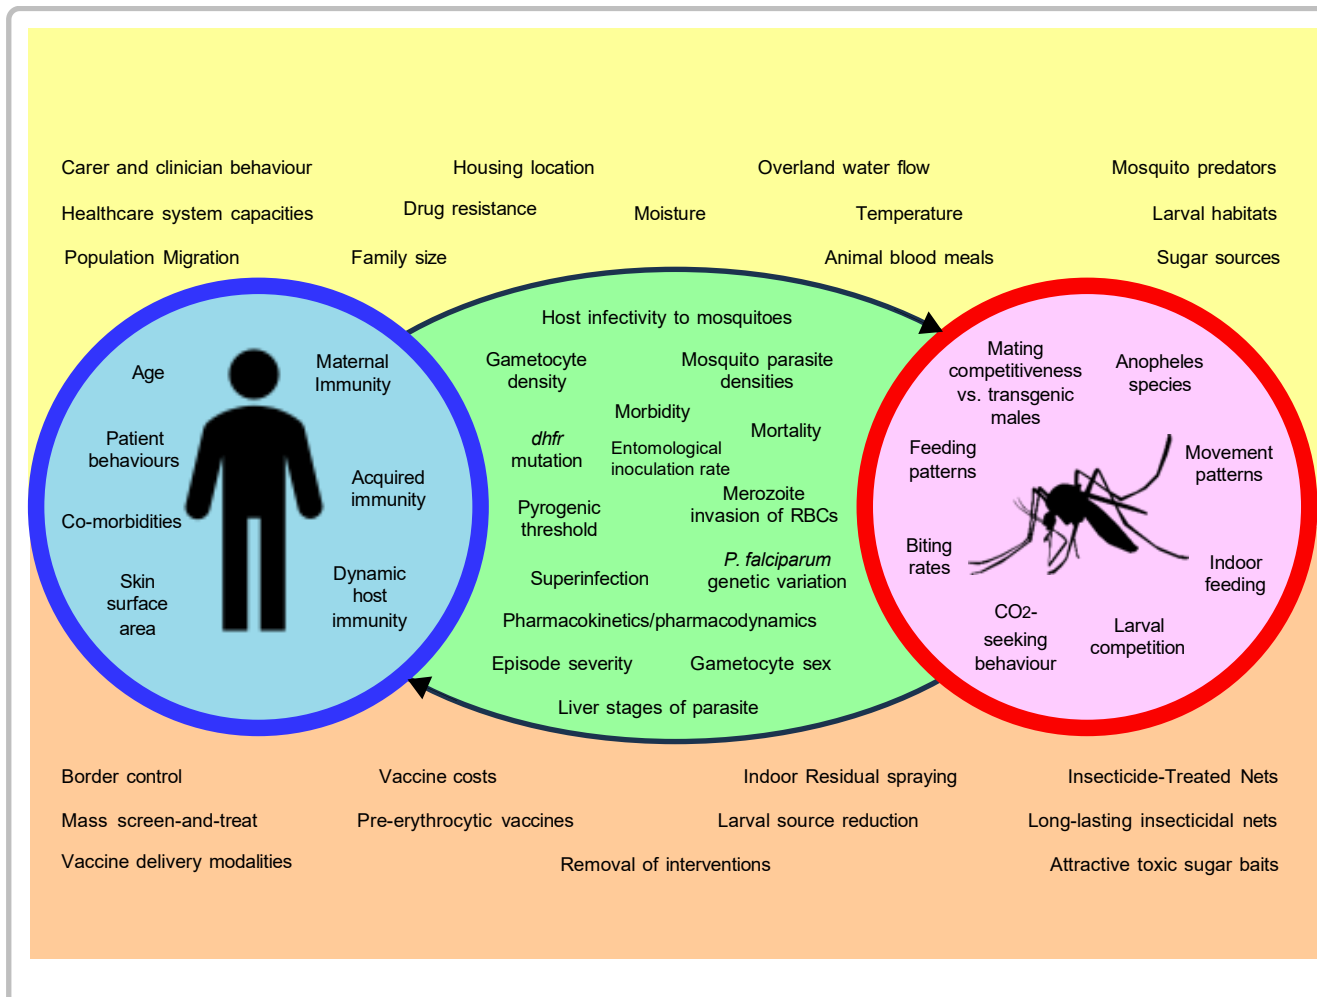 Carer and clinician behaviour
Housing location
Overland water flow
Mosquito predators
Healthcare system capacities
Drug resistance
Moisture
Temperature
Larval habitats
Population Migration
Family size
Animal blood meals
Sugar sources
Age
Maternal
Immunity
Patient
behaviours
Acquired
immunity
Co-morbidities
Skin
surface
area
Dynamic
host
immunity
Host infectivity to mosquitoes
Gametocyte
density
Mosquito parasite
densities
Morbidity
Mortality
dhfr
mutation
Entomological
inoculation rate
Pyrogenic
threshold
Merozoite
invasion of RBCs
Superinfection
P. falciparum
genetic variation
Pharmacokinetics/pharmacodynamics
Episode severity
Gametocyte sex
Liver stages of parasite
Mating
competitiveness
vs. transgenic
males
Anopheles
species
Feeding
patterns
Movement
patterns
Biting
rates
Indoor
feeding
CO2-
seeking
behaviour
Larval
competition
Border control
Vaccine costs
Indoor Residual spraying
Insecticide-Treated Nets
Mass screen-and-treat
Pre-erythrocytic vaccines
Larval source reduction
Long-lasting insecticidal nets
Vaccine delivery modalities
Removal of interventions
Attractive toxic sugar baits